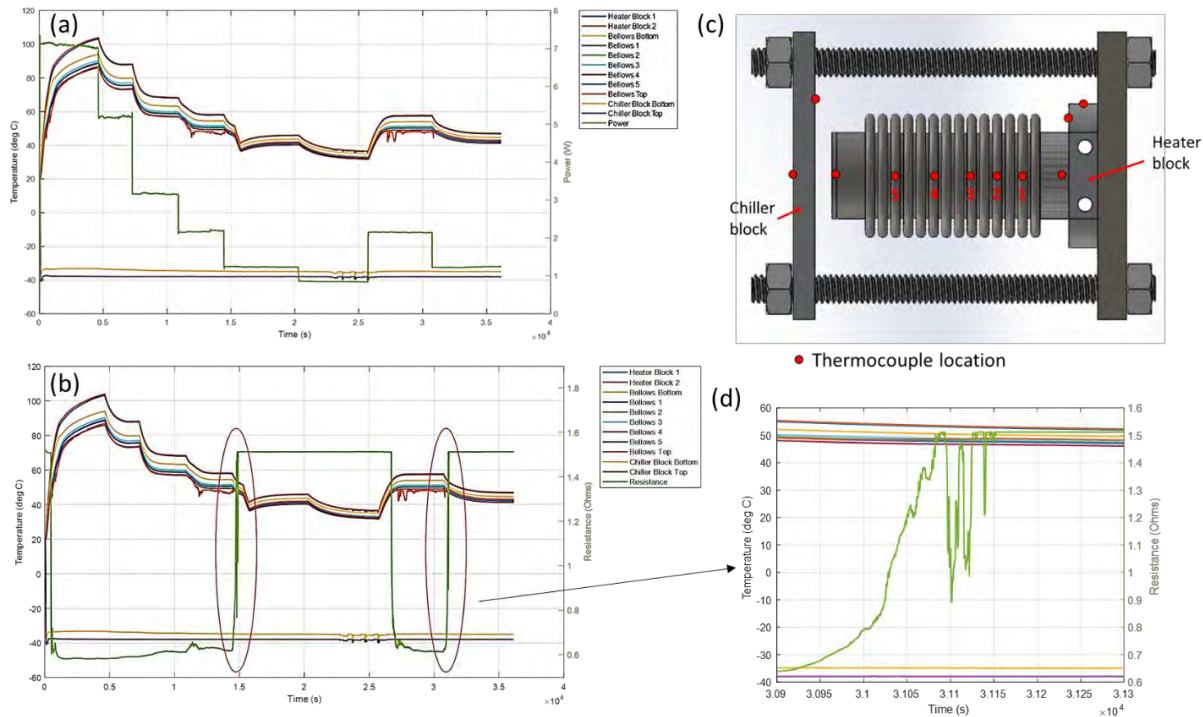 (a)
120
100
80
60
40
20
0
-20
-40
-60
Temperature (deg C)
0
0.5
1
1.5
2
2.5
3
3.5
4
Time (s)
×10⁴
8
7
6
5
4
3
2
1
0
Power (W)
Heater Block 1
Heater Block 2
Bellows Bottom
Bellows 1
Bellows 2
Bellows 3
Bellows 4
Bellows 5
Bellows Top
Chiller Block Bottom
Chiller Block Top
Power
(c)
Chiller
block
5
4
3
2
1
Heater
block
Thermocouple location
(b)
120
100
80
60
40
20
0
-20
-40
-60
Temperature (deg C)
0
0.5
1
1.5
2
2.5
3
3.5
4
Time (s)
×10⁴
1.8
1.6
1.4
1.2
1
0.8
0.6
Resistance (Ohms)
Heater Block 1
Heater Block 2
Bellows Bottom
Bellows 1
Bellows 2
Bellows 3
Bellows 4
Bellows 5
Bellows Top
Chiller Block Bottom
Chiller Block Top
Resistance
(d)
60
50
40
30
20
10
0
-10
-20
-30
-40
Temperature (deg C)
3.09
3.095
3.1
3.105
3.11
3.115
3.12
3.125
3.13
Time (s)
×10⁴
1.6
1.5
1.4
1.3
1.2
1.1
1
0.9
0.8
0.7
0.6
Resistance (Ohms)